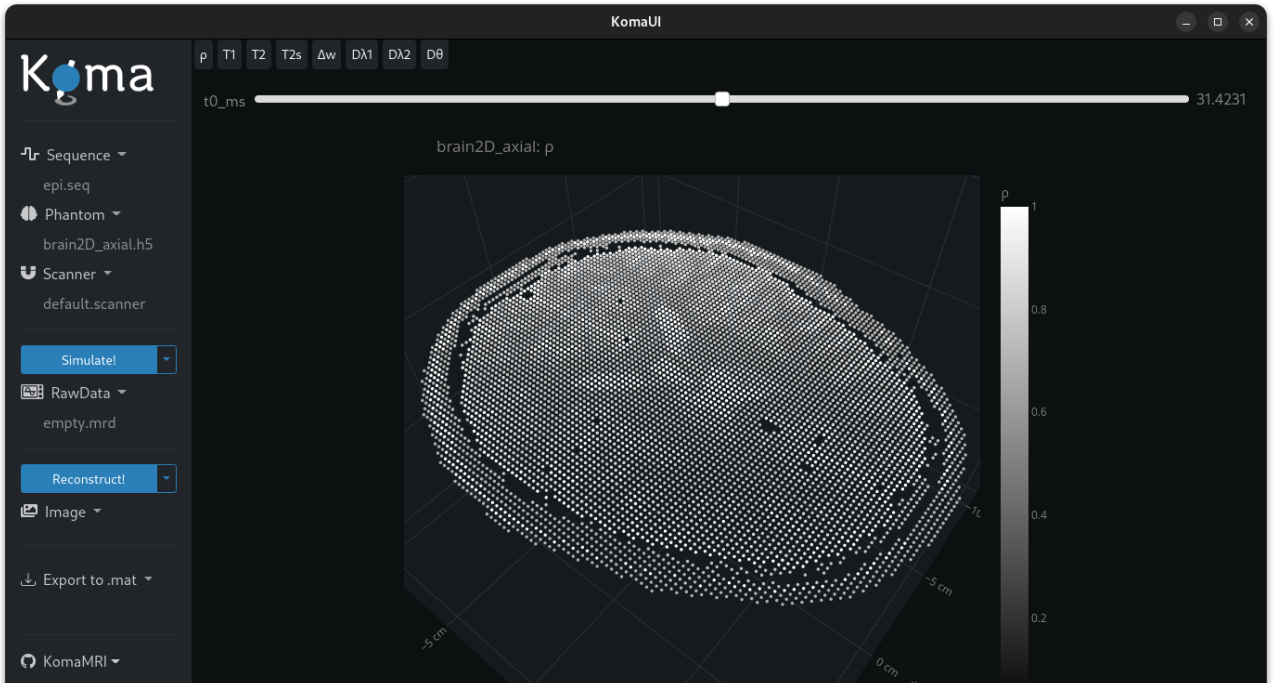 KomaUI
Koma
ρ T1 T2 T2s Δw Dλ1 Dλ2 Dθ
t0_ms 31.4231
Sequence
epi.seq
Phantom
brain2D_axial.h5
Scanner
default.scanner
Simulate!
RawData
empty.mrd
Reconstruct!
Image
Export to .mat
KomaMRI
brain2D_axial: ρ
ρ
1
0.8
0.6
0.4
0.2
−5 cm
0 cm
−5 cm